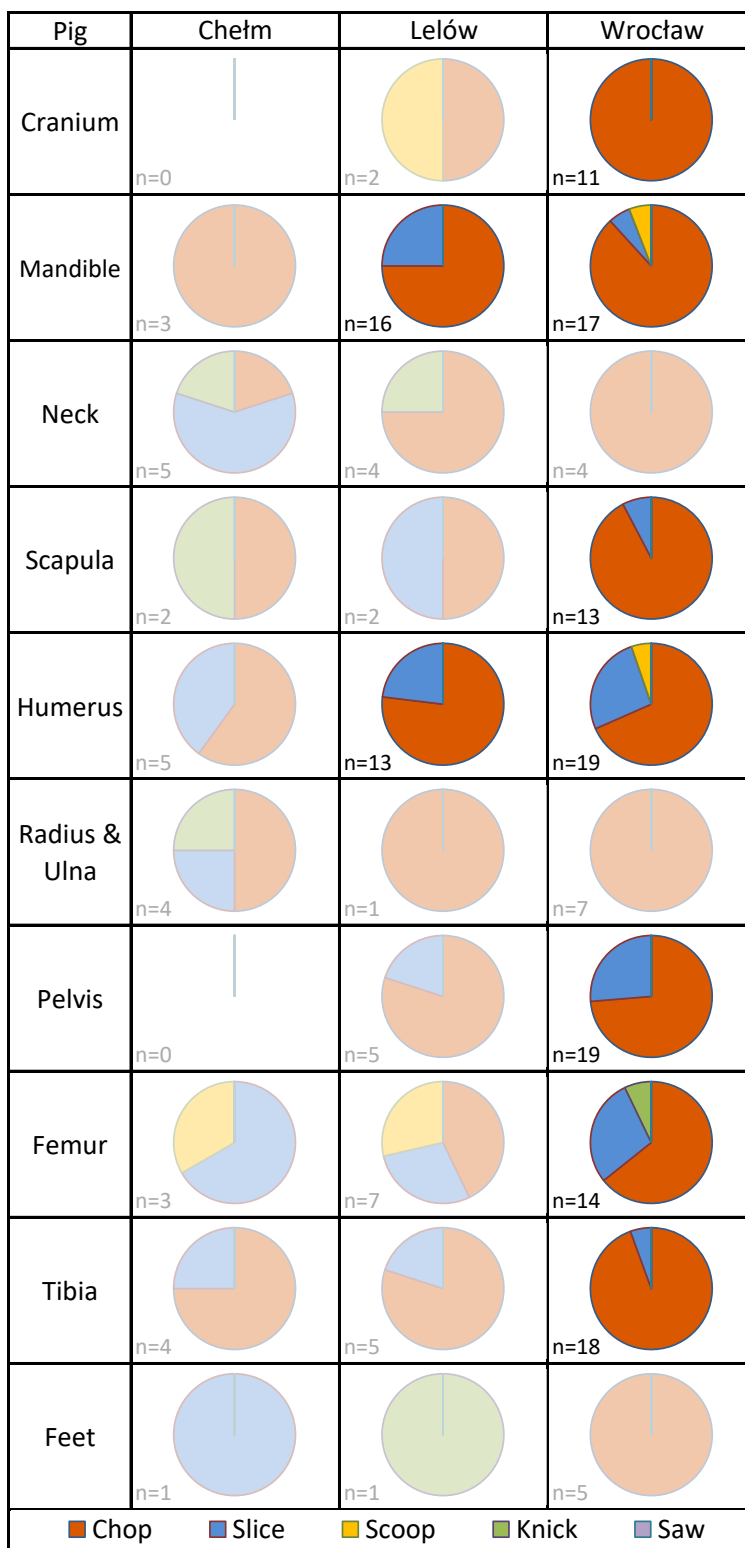 Pig Chełm Lelów Wrocław
Cranium
n=0 n=2 n=11
Mandible
n=3 n=16 n=17
Neck
n=5 n=4 n=4
Scapula
n=2 n=2 n=13
Humerus
n=5 n=13 n=19
Radius &
Ulna
n=4 n=1 n=7
Pelvis
n=0 n=5 n=19
Femur
n=3 n=7 n=14
Tibia
n=4 n=5 n=18
Feet
n=1 n=1 n=5
Chop Slice Scoop Knick Saw